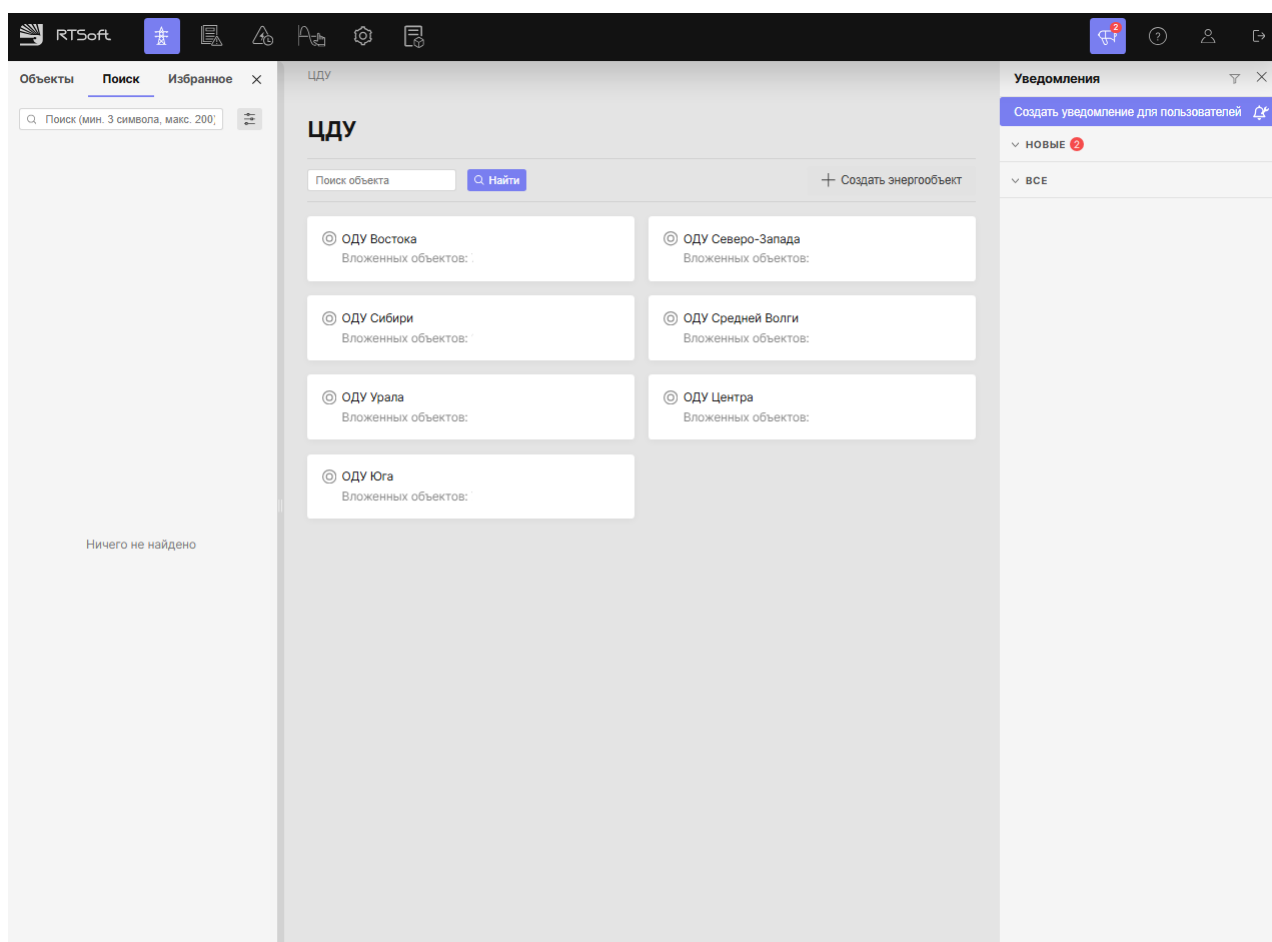 RTSoft
2
?
Объекты Поиск Избранное
Поиск (мин. 3 символа, макс. 200)
Ничего не найдено
ЦДУ
ЦДУ
Поиск объекта Найти Создать энергообъект
ОДУ Востока
Вложенных объектов:
ОДУ Северо-Запада
Вложенных объектов:
ОДУ Сибири
Вложенных объектов:
ОДУ Средней Волги
Вложенных объектов:
ОДУ Урала
Вложенных объектов:
ОДУ Центра
Вложенных объектов:
ОДУ Юга
Вложенных объектов:
Уведомления
Создать уведомление для пользователей
НОВЫЕ 2
ВСЕ